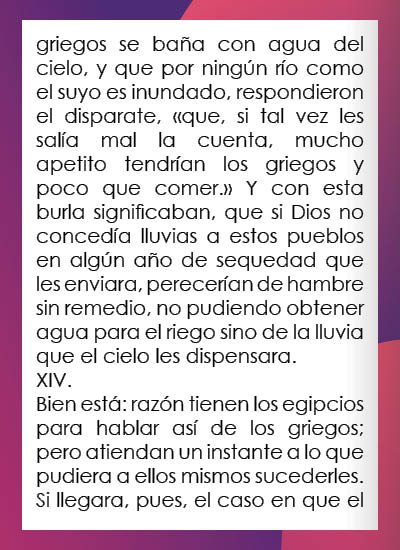 griegos se baña con agua del
cielo, y que por ningún río como
el suyo es inundado, respondieron
el disparate, «que, si tal vez les
salía mal la cuenta, mucho
apetito tendrían los griegos y
poco que comer.» Y con esta
burla significaban, que si Dios no
concedía lluvias a estos pueblos
en algún año de sequedad que
les enviara, perecerían de hambre
sin remedio, no pudiendo obtener
agua para el riego sino de la lluvia
que el cielo les dispensara.
XIV.
Bien está: razón tienen los egipcios
para hablar así de los griegos;
pero atiendan un instante a lo que
pudiera a ellos mismos sucederles.
Si llegara, pues, el caso en que el